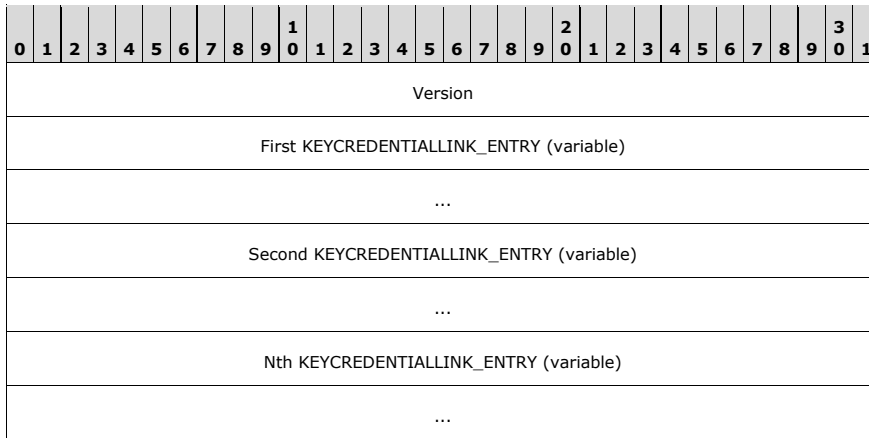 1 2 3
0 1 2 3 4 5 6 7 8 9 0 1 2 3 4 5 6 7 8 9 0 1 2 3 4 5 6 7 8 9 0 1
Version
First KEYCREDENTIALLINK_ENTRY (variable)
...
Second KEYCREDENTIALLINK_ENTRY (variable)
...
Nth KEYCREDENTIALLINK_ENTRY (variable)
...